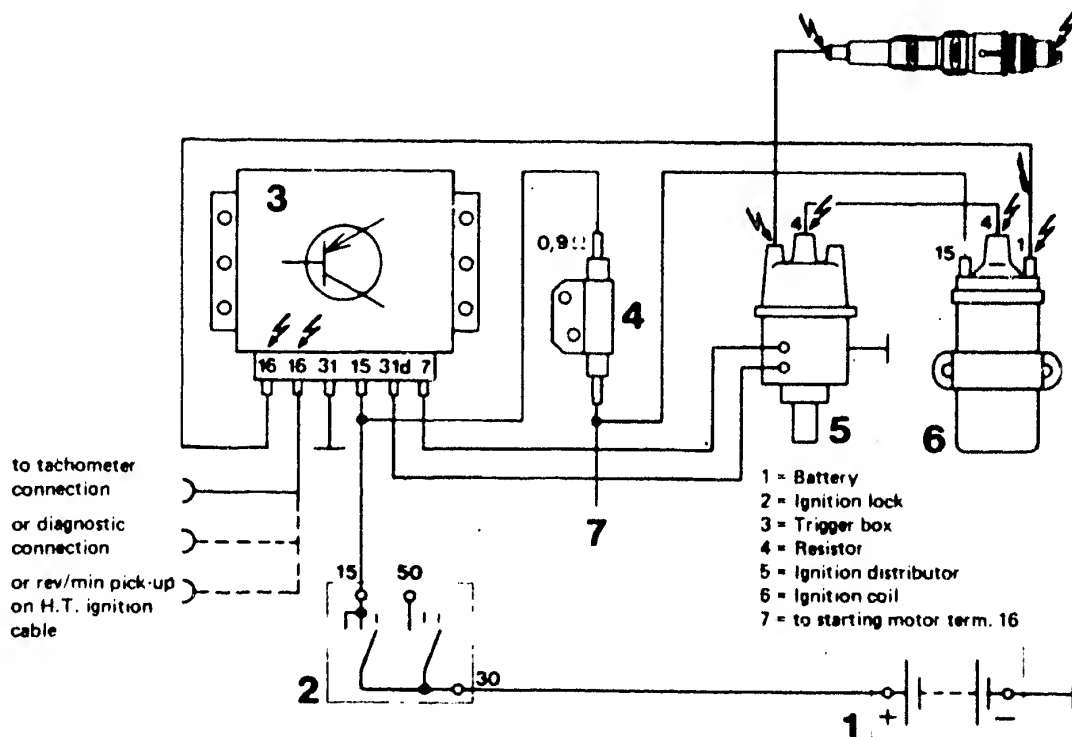 4
4
1
15
3
0,9 Ω
4
16 16 31 15 31d 7
5
6
7
to tachometer
connection
or diagnostic
connection
or rev/min pick-up
on H.T. ignition
cable
1 = Battery
2 = Ignition lock
3 = Trigger box
4 = Resistor
5 = Ignition distributor
6 = Ignition coil
7 = to starting motor term. 16
15 50
30
2
1 + −